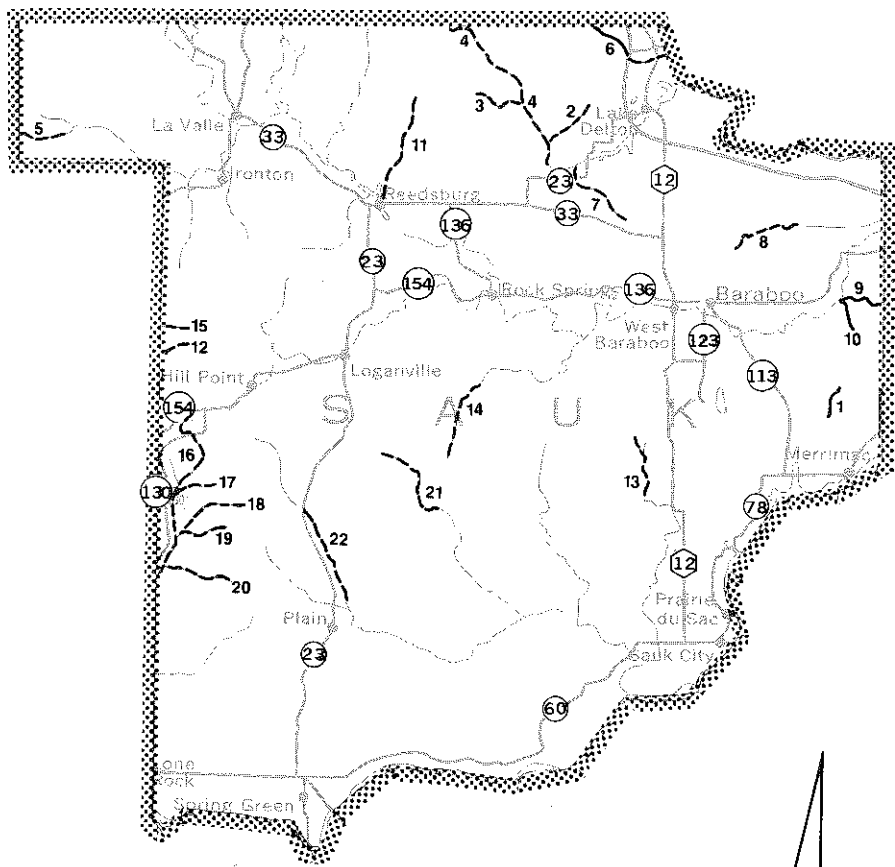 4
6
3
4
2
Lake Delton
La Valle
5
33
11
Ironton
23
12
7
Reedsburg
136
33
8
23
154
Rock Springs
136
Baraboo
9
15
West
Baraboo
123
10
12
Hill Point
Loganville
113
154
S A U K
14
1
16
Merrimac
17
13
130
21
18
78
22
19
12
20
Prairie
du Sac
Plain
23
Sauk City
60
Lone
Rock
Spring Green